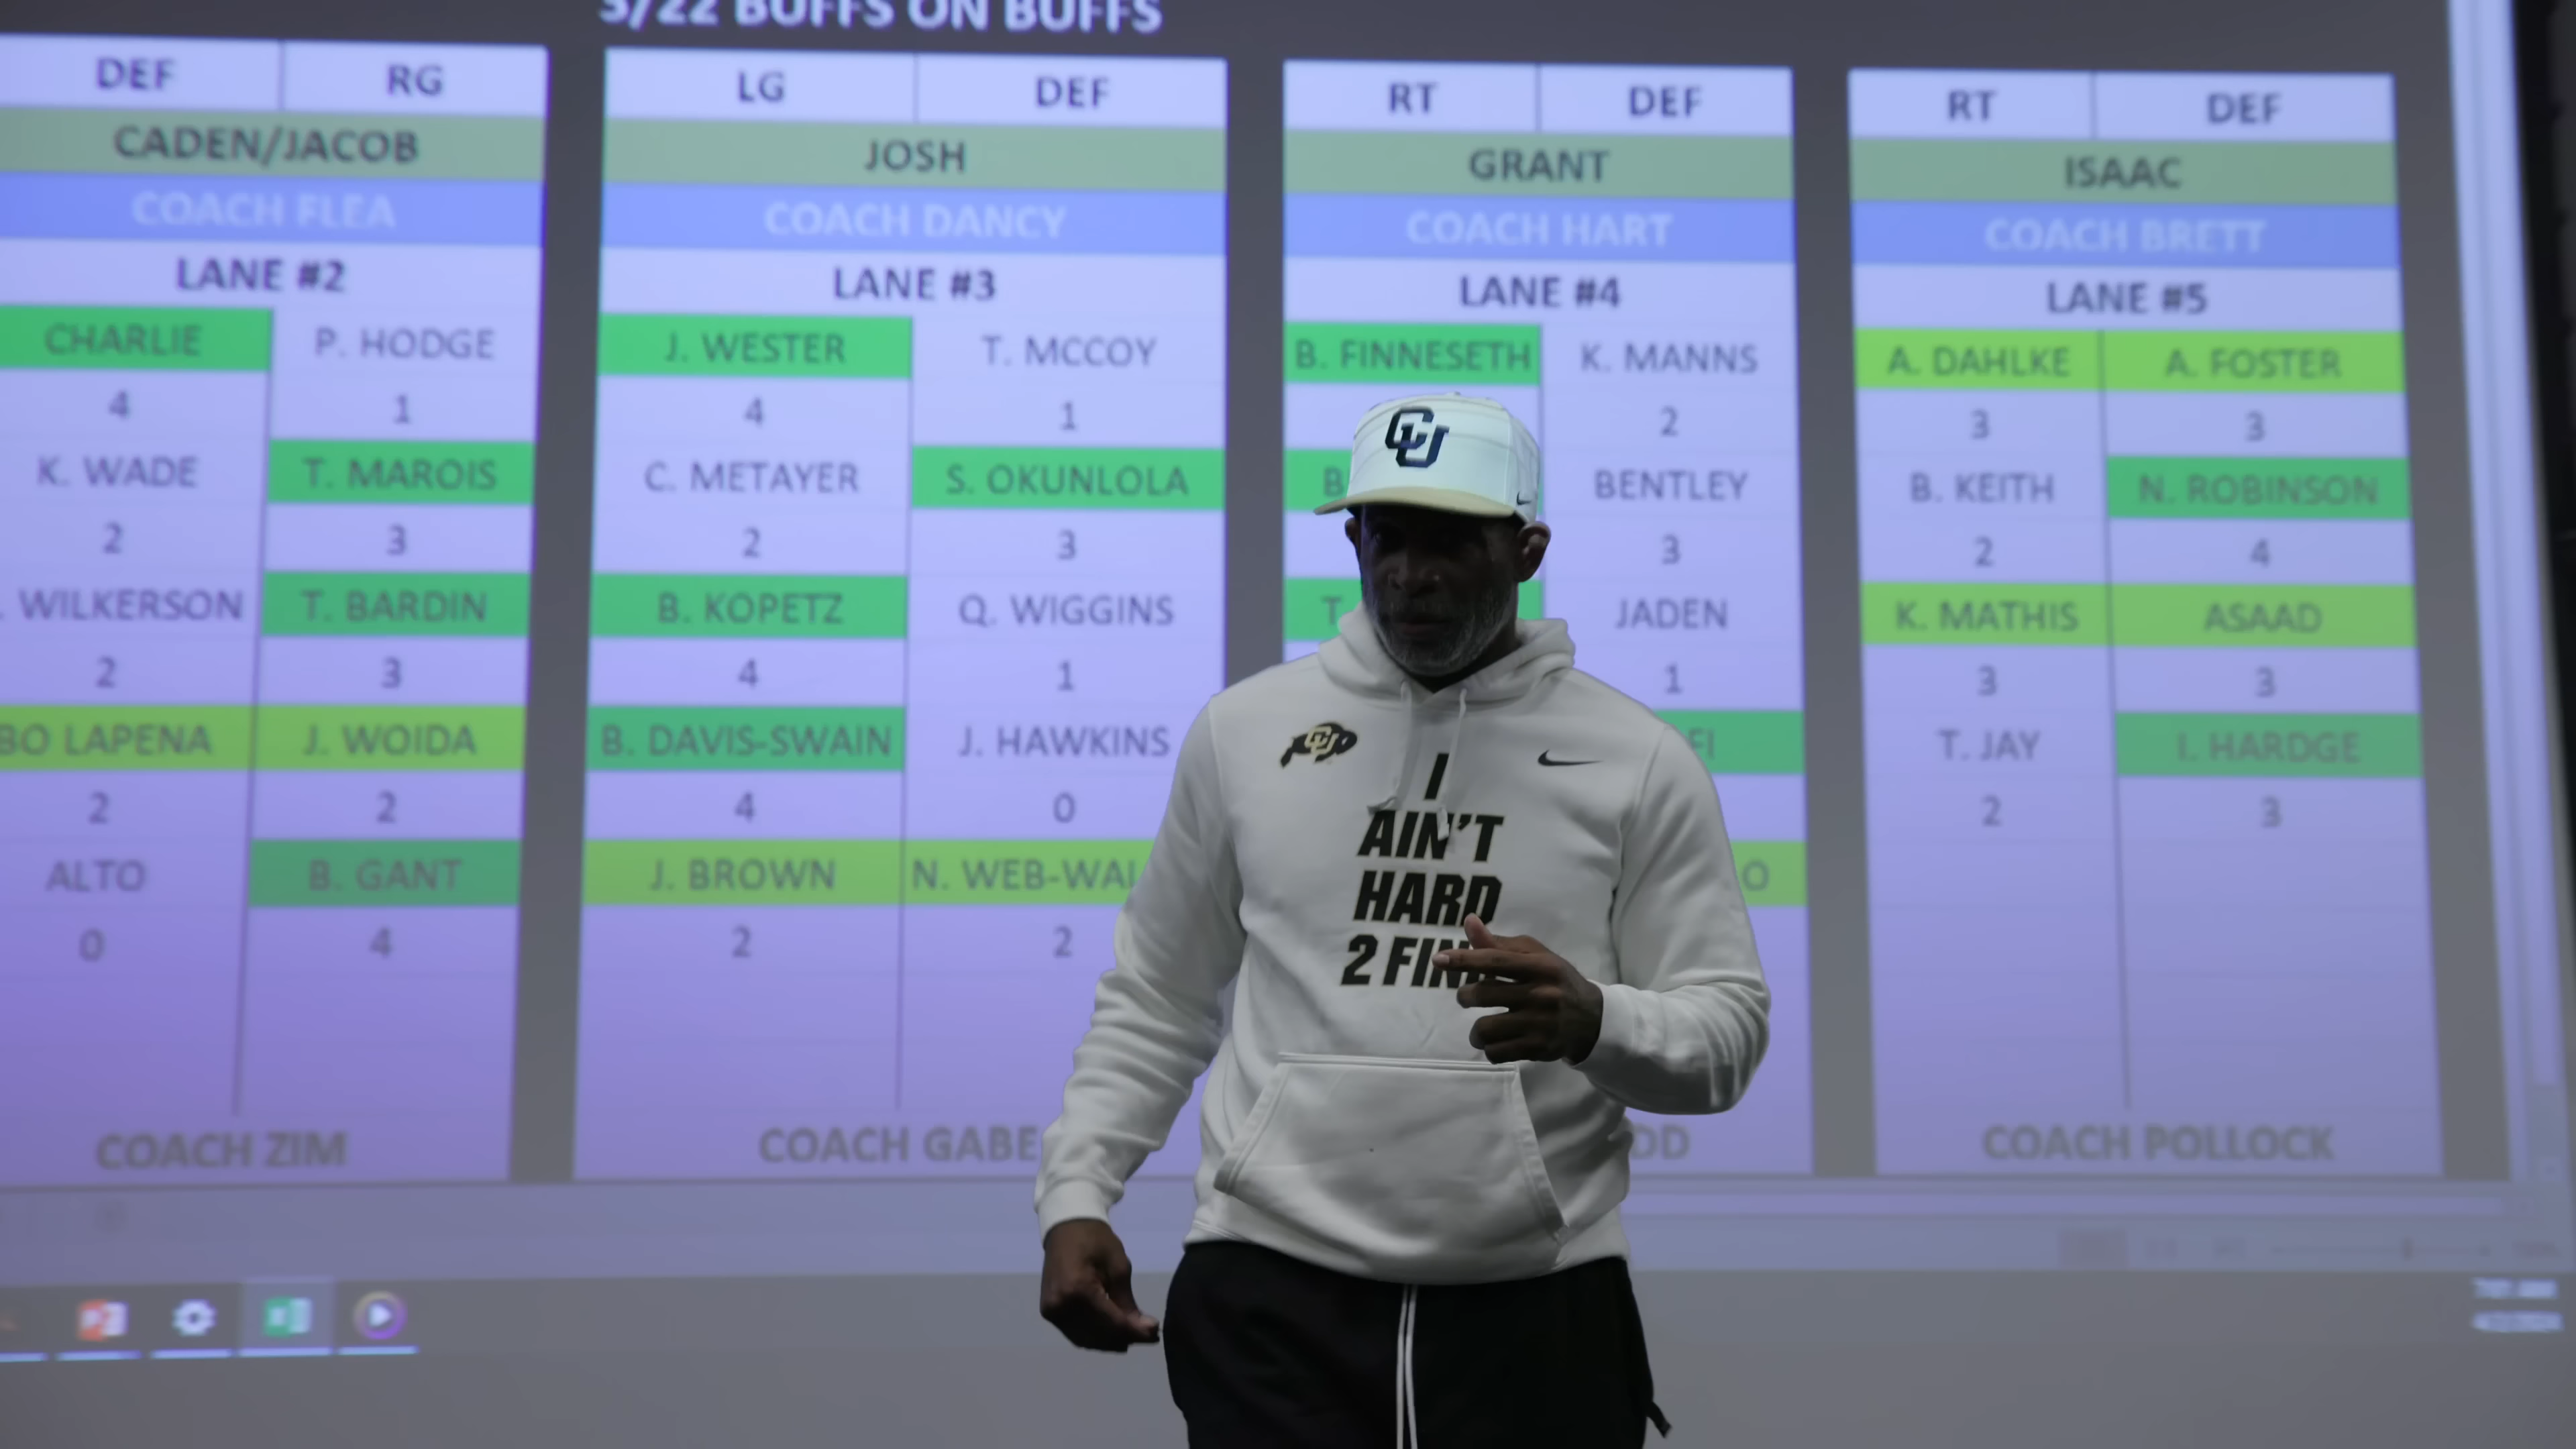 3/22 BUFFS ON BUFFS
DEF RG
CADEN/JACOB
COACH FLEA
LANE #2
CHARLIE P. HODGE
4 1
K. WADE T. MAROIS
2 3
WILKERSON T. BARDIN
2 3
BO LAPENA J. WOIDA
2 2
ALTO B. GANT
0 4
COACH ZIM
LG DEF
JOSH
COACH DANCY
LANE #3
J. WESTER T. MCCOY
4 1
C. METAYER S. OKUNLOLA
2 3
B. KOPETZ Q. WIGGINS
4 1
B. DAVIS-SWAIN J. HAWKINS
4 0
J. BROWN N. WEB-WAL
2 2
COACH GABE
RT DEF
GRANT
COACH HART
LANE #4
B. FINNESETH K. MANNS
2
B BENTLEY
3
T. JADEN
1
FI
O
DD
RT DEF
ISAAC
COACH BRETT
LANE #5
A. DAHLKE A. FOSTER
3 3
B. KEITH N. ROBINSON
2 4
K. MATHIS ASAAD
3 3
T. JAY I. HARDGE
2 3
COACH POLLOCK
CU
CU
I
AIN'T
HARD
2 FIN